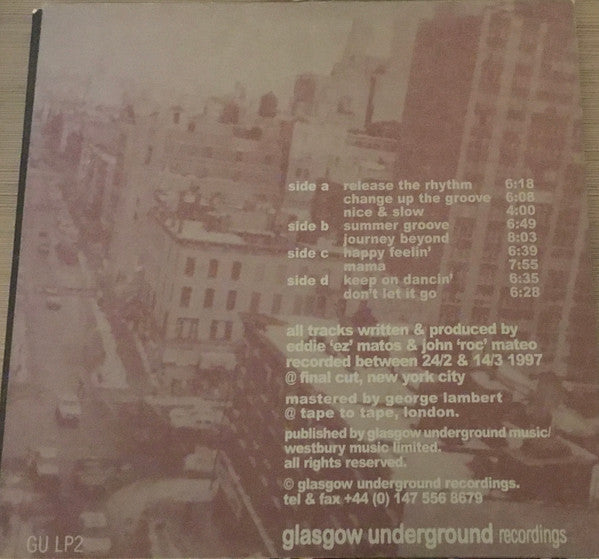 side a release the rhythm 6:18
change up the groove 6:08
nice & slow 4:00
side b summer groove 6:49
journey beyond 8:03
side c happy feelin' 6:39
mama 7:55
side d keep on dancin' 6:35
don't let it go 6:28
all tracks written & produced by
eddie 'ez' matos & john 'roc' mateo
recorded between 24/2 & 14/3 1997
@ final cut, new york city
mastered by george lambert
@ tape to tape, london.
published by glasgow underground music/
westbury music limited.
all rights reserved.
© glasgow underground recordings.
tel & fax +44 (0) 147 556 8679
GU LP2 glasgow underground recordings